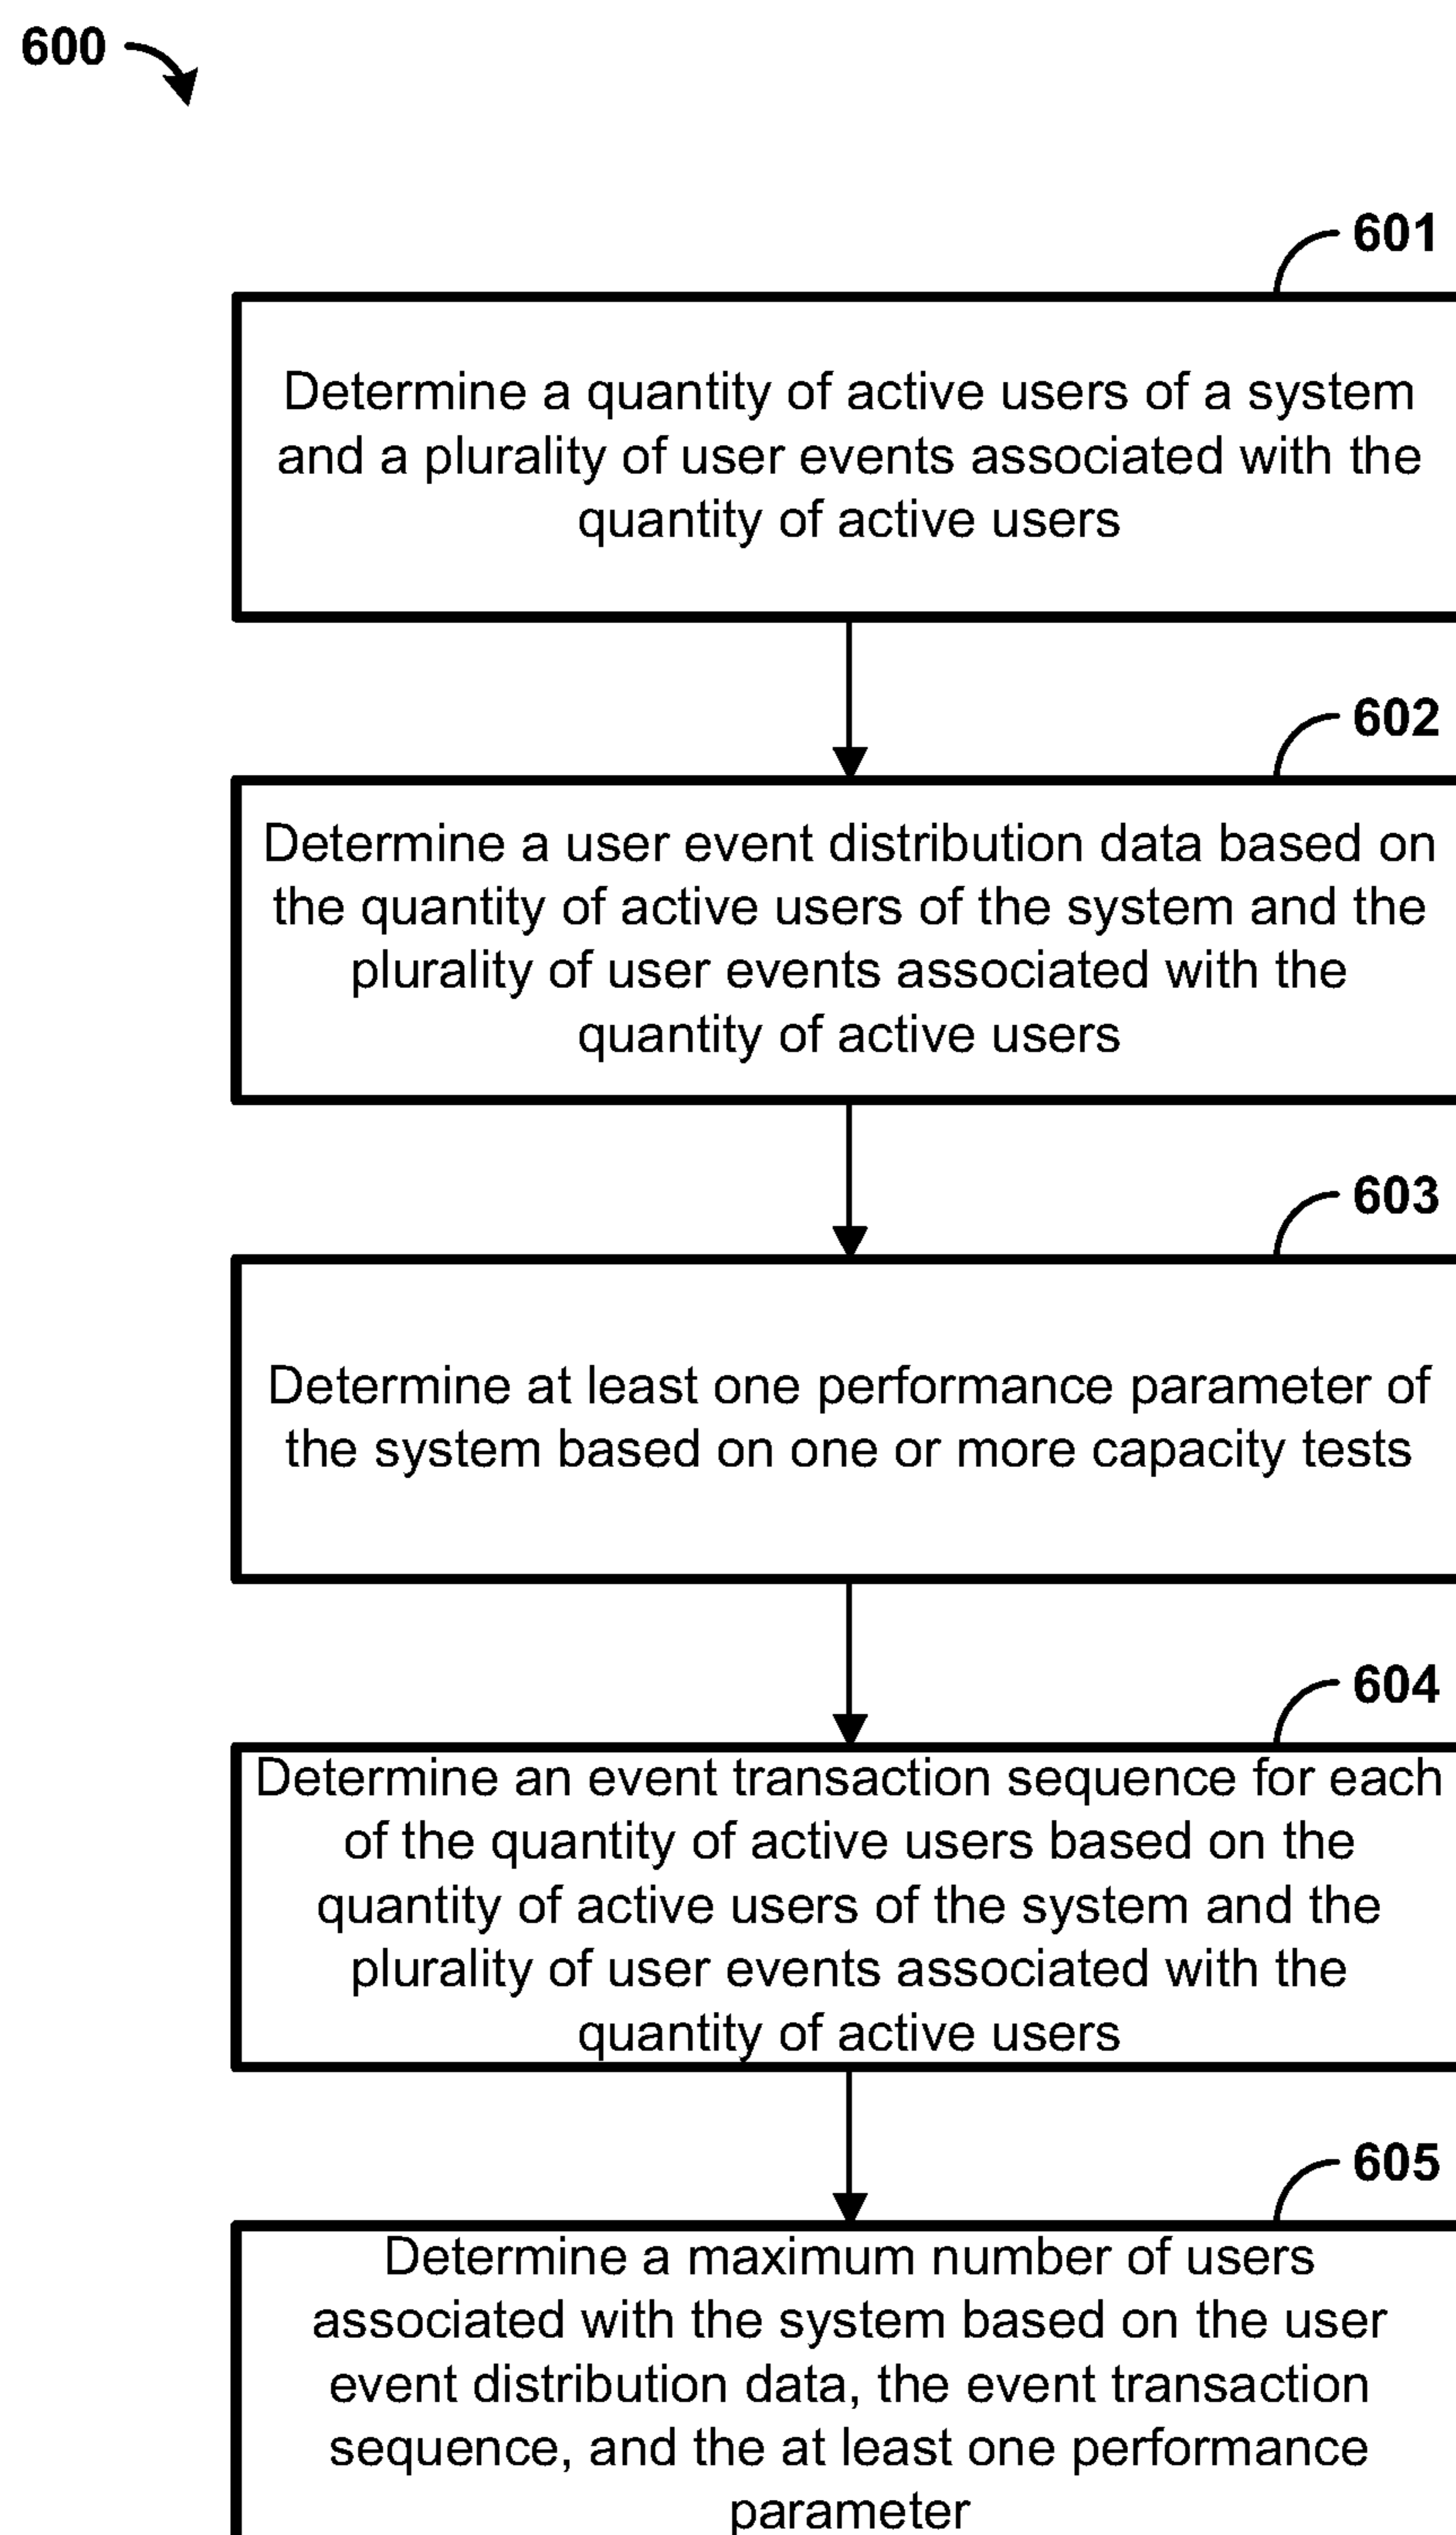 600
601
Determine a quantity of active users of a system
and a plurality of user events associated with the
quantity of active users
602
Determine a user event distribution data based on
the quantity of active users of the system and the
plurality of user events associated with the
quantity of active users
603
Determine at least one performance parameter of
the system based on one or more capacity tests
604
Determine an event transaction sequence for each
of the quantity of active users based on the
quantity of active users of the system and the
plurality of user events associated with the
quantity of active users
605
Determine a maximum number of users
associated with the system based on the user
event distribution data, the event transaction
sequence, and the at least one performance
parameter